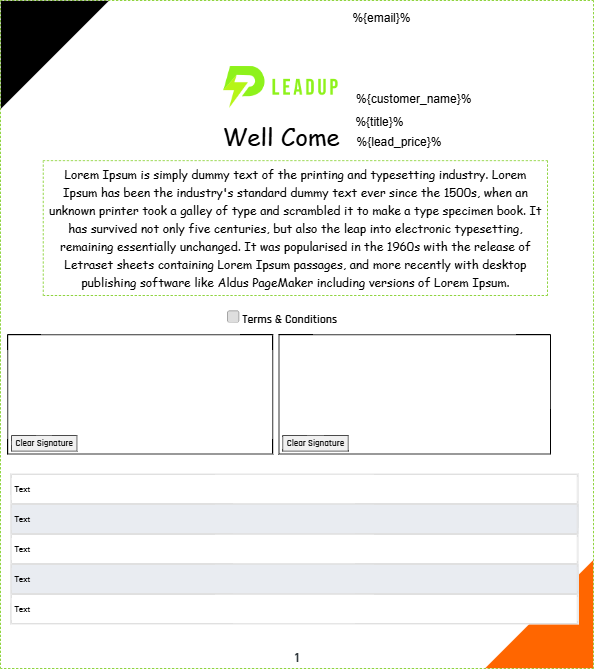 %{email}%
LEADUP
%{customer_name}%
%{title}%
Well Come
%{lead_price}%
Lorem Ipsum is simply dummy text of the printing and typesetting industry. Lorem
Ipsum has been the industry's standard dummy text ever since the 1500s, when an
unknown printer took a galley of type and scrambled it to make a type specimen book. It
has survived not only five centuries, but also the leap into electronic typesetting,
remaining essentially unchanged. It was popularised in the 1960s with the release of
Letraset sheets containing Lorem Ipsum passages, and more recently with desktop
publishing software like Aldus PageMaker including versions of Lorem Ipsum.
Terms & Conditions
Clear Signature
Clear Signature
Text
Text
Text
Text
Text
1